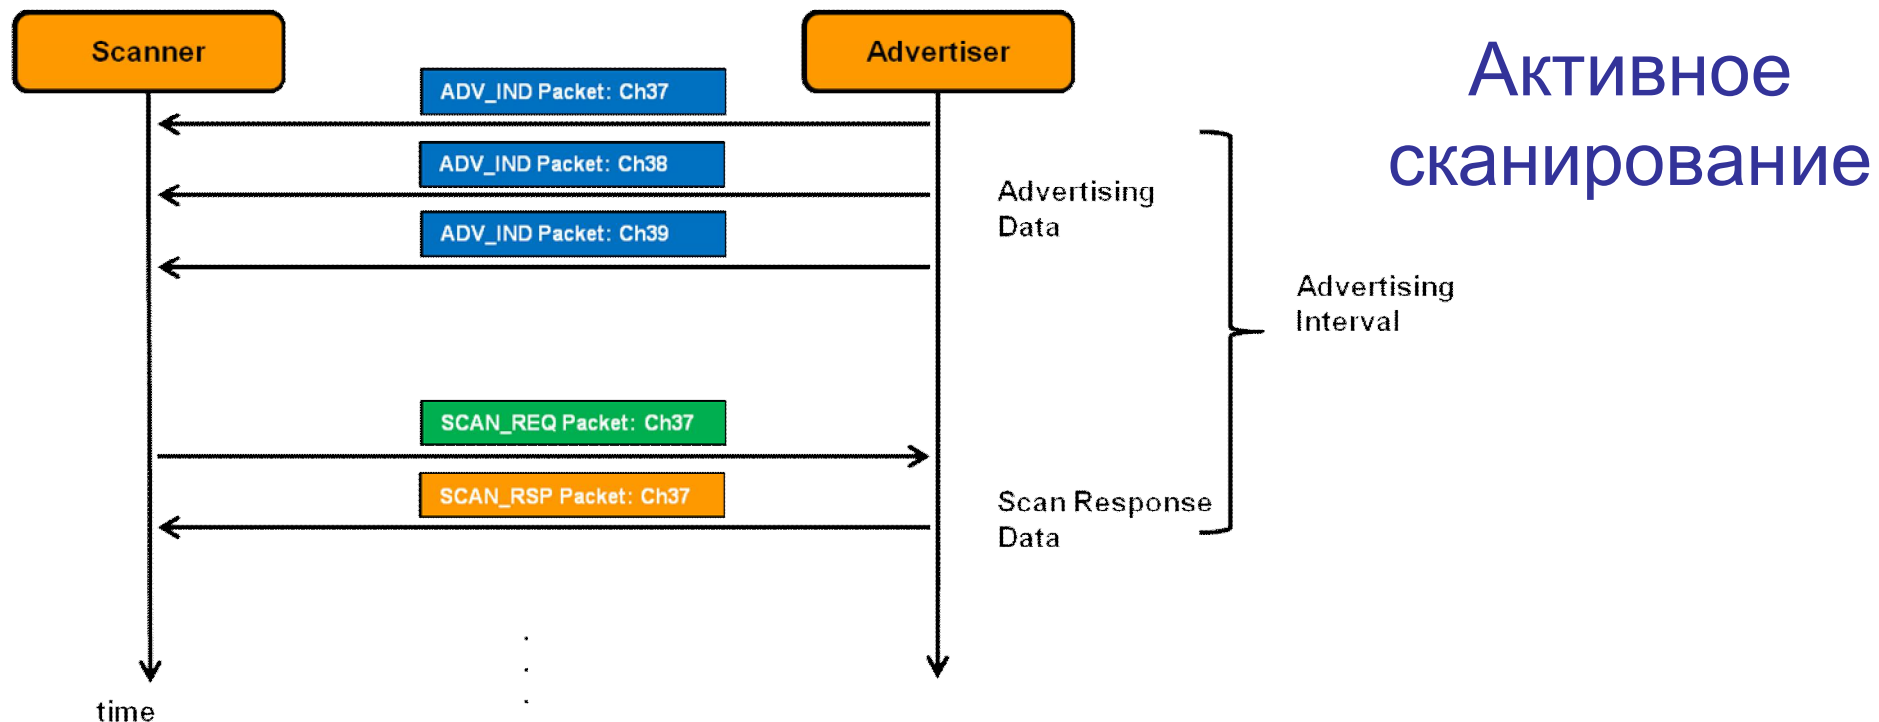 Scanner
Advertiser
Активное
сканирование
ADV_IND Packet: Ch37
ADV_IND Packet: Ch38
ADV_IND Packet: Ch39
Advertising
Data
Advertising
Interval
SCAN_REQ Packet: Ch37
SCAN_RSP Packet: Ch37
Scan Response
Data
time